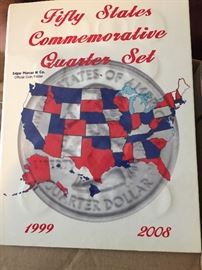 Fifty States
Commemorative
Quarter Set
Edgar Marcus & Co.
Official Coin Folder
STATES OF
QUARTER DOLLAR
1999 2008